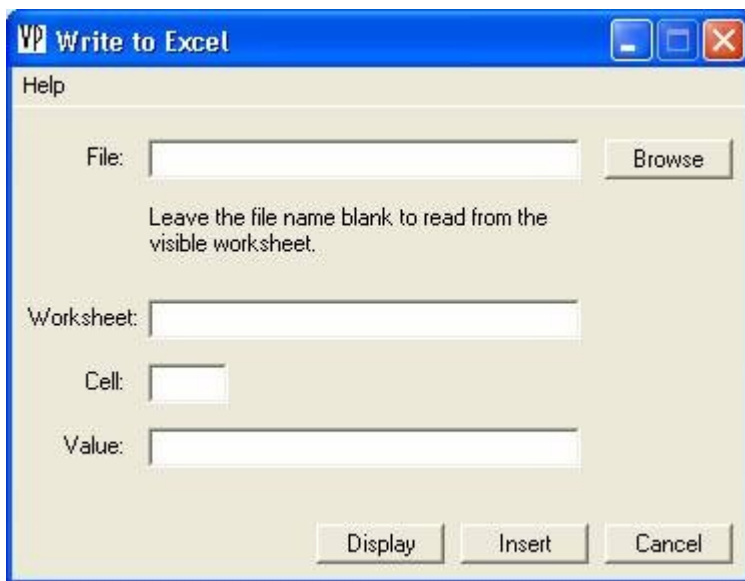 VP Write to Excel
Help
File:
Browse
Leave the file name blank to read from the
visible worksheet.
Worksheet:
Cell:
Value:
Display Insert Cancel